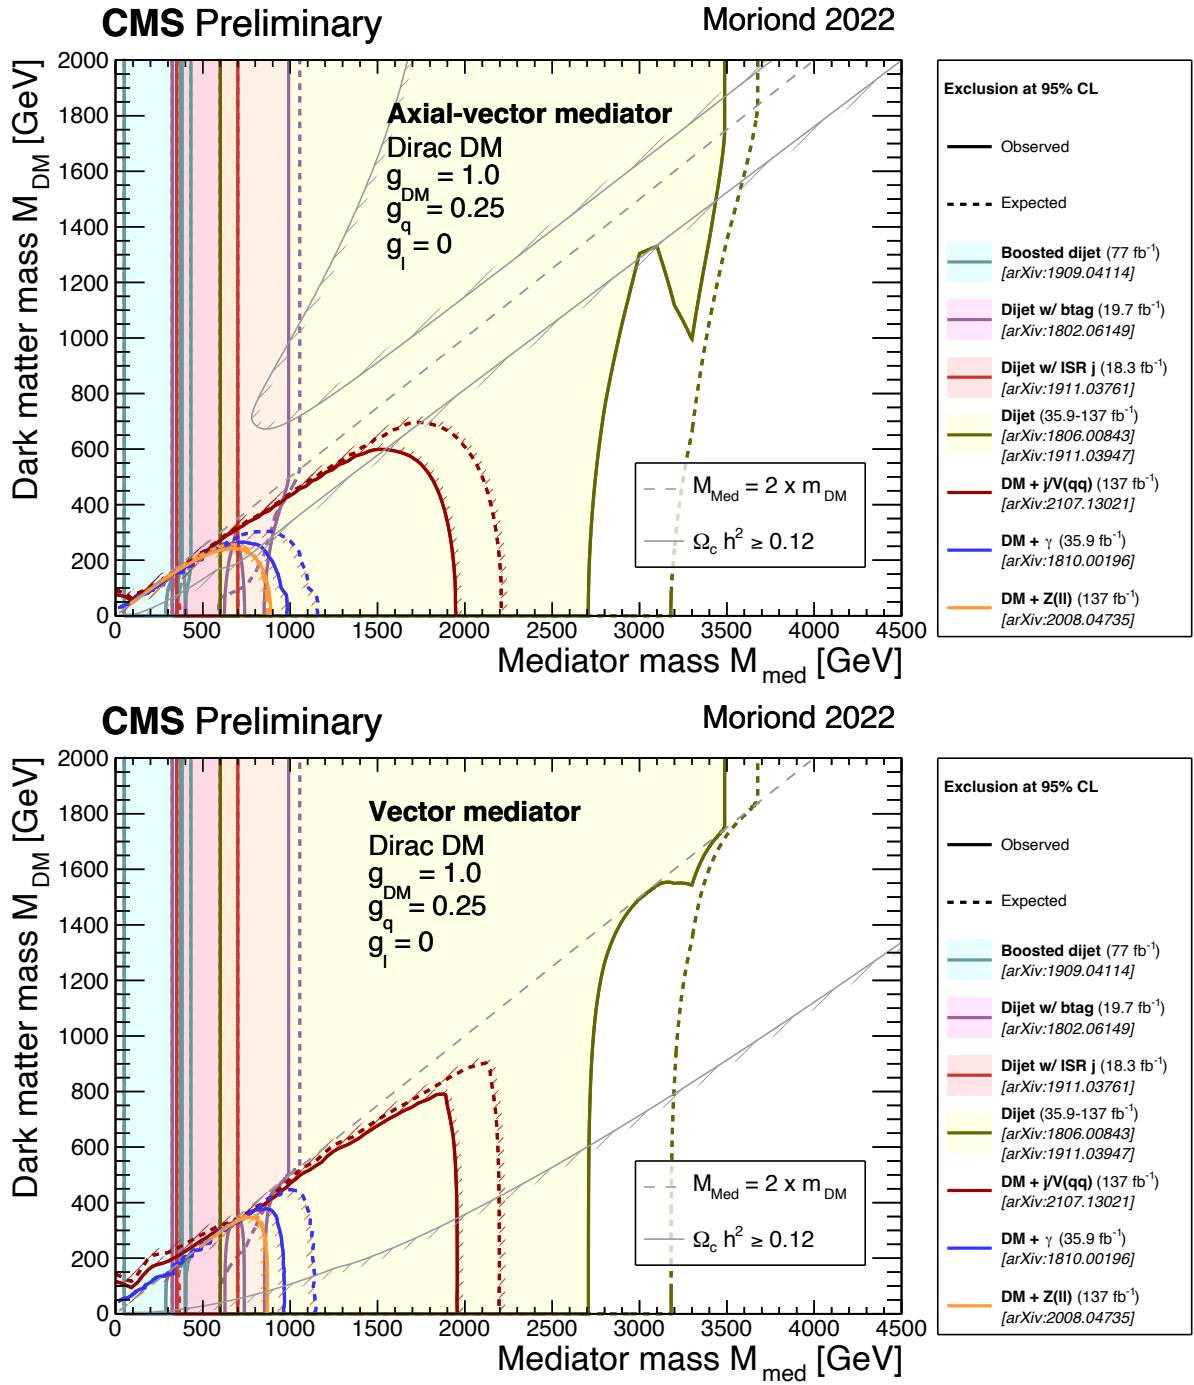 CMS Preliminary
Moriond 2022
Dark matter mass M_DM [GeV]
2000
1800
1600
1400
1200
1000
800
600
400
200
0
Axial-vector mediator
Dirac DM
g_DM = 1.0
g_q = 0.25
g_l = 0
M_Med = 2 x m_DM
Ω_c h² ≥ 0.12
0 500 1000 1500 2000 2500 3000 3500 4000 4500
Mediator mass M_med [GeV]
Exclusion at 95% CL
Observed
Expected
Boosted dijet (77 fb⁻¹)
[arXiv:1909.04114]
Dijet w/ btag (19.7 fb⁻¹)
[arXiv:1802.06149]
Dijet w/ ISR j (18.3 fb⁻¹)
[arXiv:1911.03761]
Dijet (35.9-137 fb⁻¹)
[arXiv:1806.00843]
[arXiv:1911.03947]
DM + j/V(qq) (137 fb⁻¹)
[arXiv:2107.13021]
DM + γ (35.9 fb⁻¹)
[arXiv:1810.00196]
DM + Z(ll) (137 fb⁻¹)
[arXiv:2008.04735]
CMS Preliminary
Moriond 2022
Dark matter mass M_DM [GeV]
2000
1800
1600
1400
1200
1000
800
600
400
200
0
Vector mediator
Dirac DM
g_DM = 1.0
g_q = 0.25
g_l = 0
M_Med = 2 x m_DM
Ω_c h² ≥ 0.12
0 500 1000 1500 2000 2500 3000 3500 4000 4500
Mediator mass M_med [GeV]
Exclusion at 95% CL
Observed
Expected
Boosted dijet (77 fb⁻¹)
[arXiv:1909.04114]
Dijet w/ btag (19.7 fb⁻¹)
[arXiv:1802.06149]
Dijet w/ ISR j (18.3 fb⁻¹)
[arXiv:1911.03761]
Dijet (35.9-137 fb⁻¹)
[arXiv:1806.00843]
[arXiv:1911.03947]
DM + j/V(qq) (137 fb⁻¹)
[arXiv:2107.13021]
DM + γ (35.9 fb⁻¹)
[arXiv:1810.00196]
DM + Z(ll) (137 fb⁻¹)
[arXiv:2008.04735]